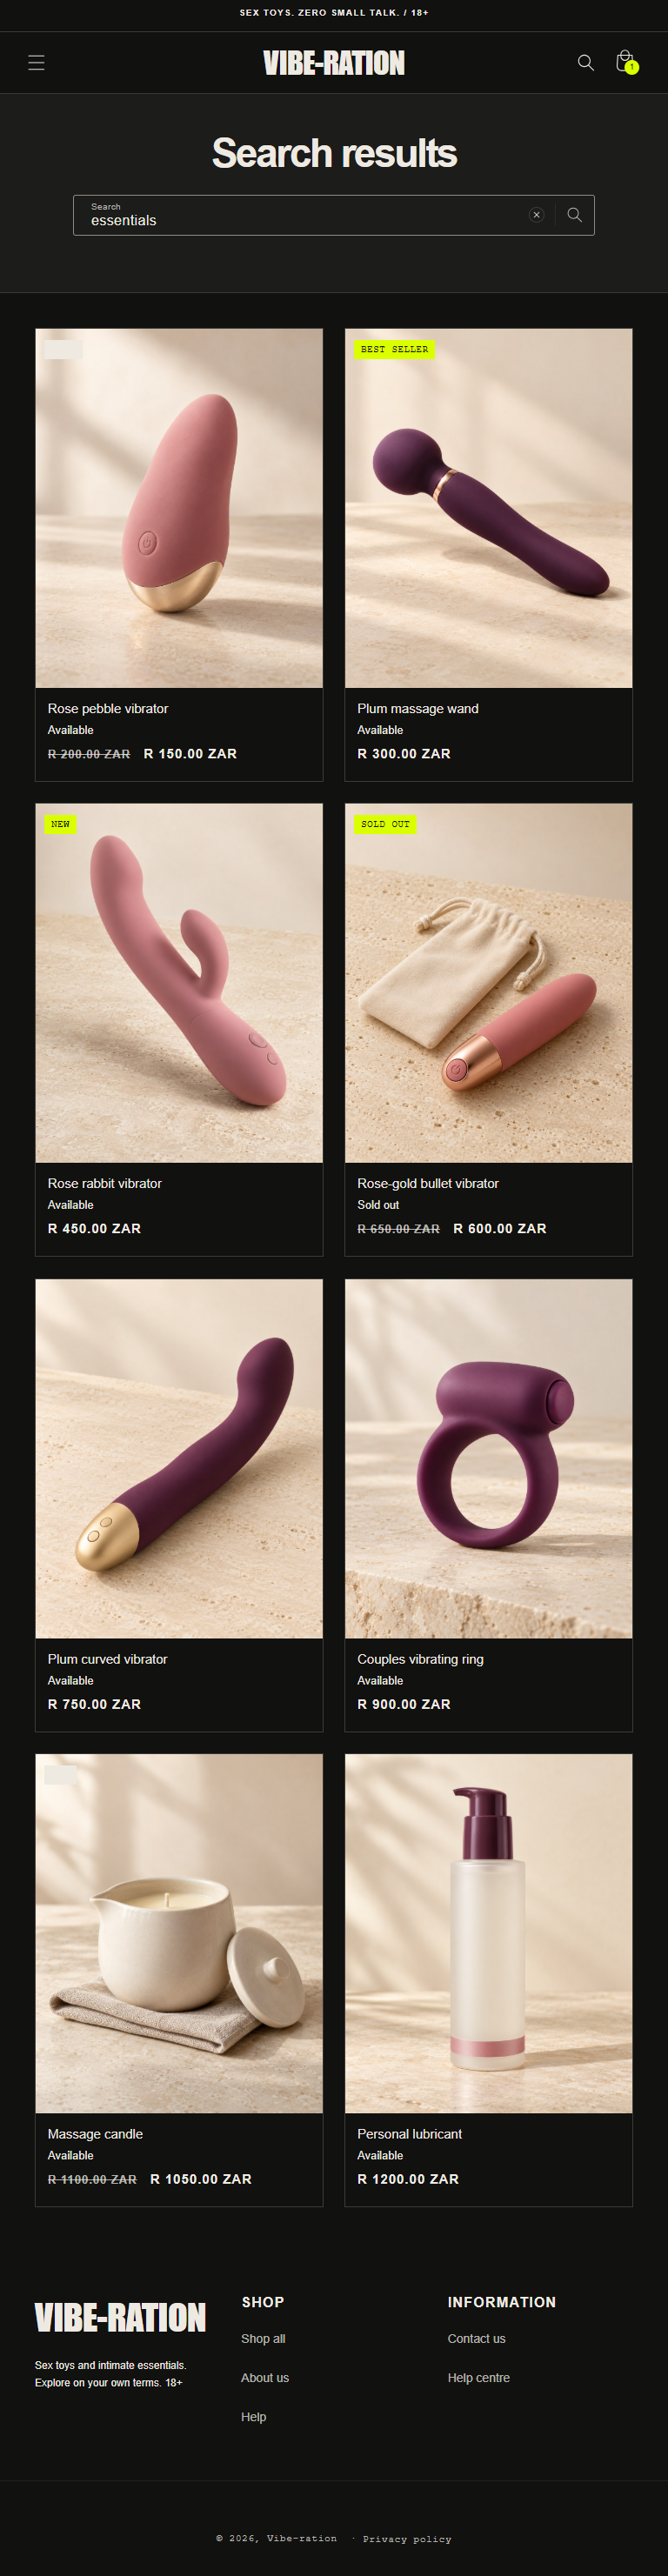 SEX TOYS. ZERO SMALL TALK. / 18+
VIBE-RATION
1
Search results
Search
essentials
BEST SELLER
Rose pebble vibrator
Available
R 200.00 ZAR R 150.00 ZAR
Plum massage wand
Available
R 300.00 ZAR
NEW
SOLD OUT
Rose rabbit vibrator
Available
R 450.00 ZAR
Rose-gold bullet vibrator
Sold out
R 650.00 ZAR R 600.00 ZAR
Plum curved vibrator
Available
R 750.00 ZAR
Couples vibrating ring
Available
R 900.00 ZAR
Massage candle
Available
R 1100.00 ZAR R 1050.00 ZAR
Personal lubricant
Available
R 1200.00 ZAR
VIBE-RATION
Sex toys and intimate essentials.
Explore on your own terms. 18+
SHOP
Shop all
About us
Help
INFORMATION
Contact us
Help centre
© 2026, Vibe-ration · Privacy policy